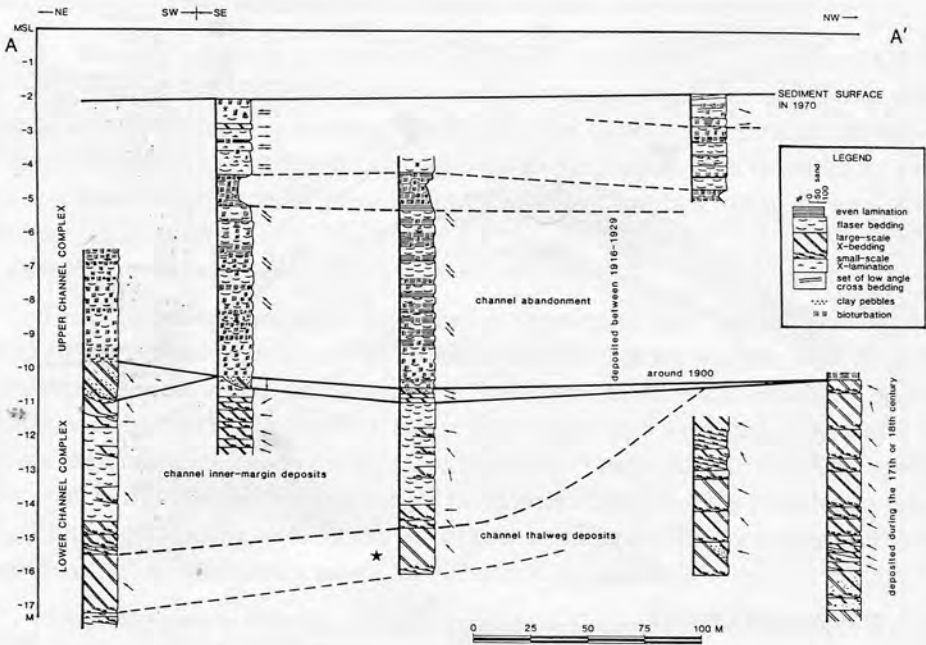 ← NE
SW ←
→ SE
NW →
MSL
A
A'
-1
-2
-3
-4
-5
-6
-7
-8
-9
-10
-11
-12
-13
-14
-15
-16
-17
M
UPPER CHANNEL COMPLEX
LOWER CHANNEL COMPLEX
SEDIMENT SURFACE
IN 1970
channel abandonment
deposited between 1916-1929
around 1900
channel inner-margin deposits
channel thalweg deposits
deposited during the 17th or 18th century
LEGEND
% sand
0
50
100
even lamination
flaser bedding
large-scale
X-bedding
small-scale
X-lamination
set of low angle
cross bedding
clay pebbles
bioturbation
0 25 50 75 100 M